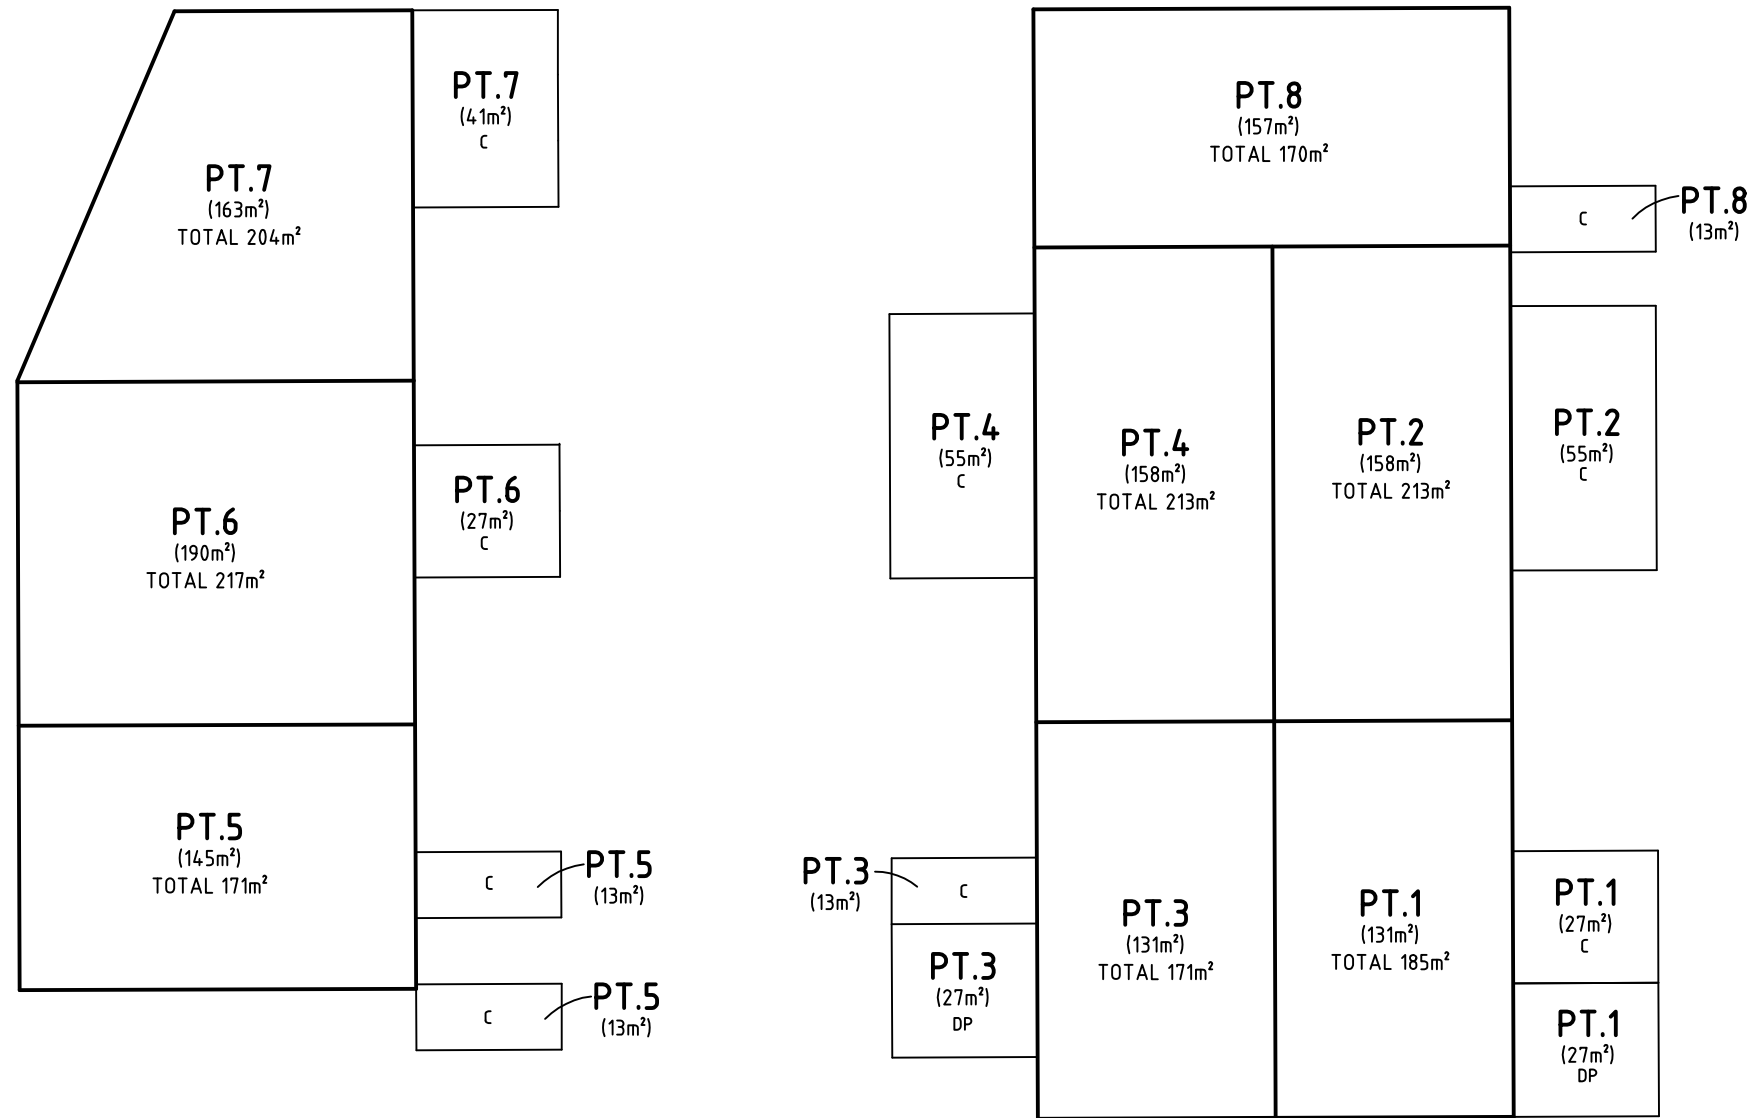 PT.7
(41m²)
C
PT.7
(163m²)
TOTAL 204m²
PT.6
(27m²)
C
PT.6
(190m²)
TOTAL 217m²
PT.5
(145m²)
TOTAL 171m²
C
PT.5
(13m²)
C
PT.5
(13m²)
PT.8
(157m²)
TOTAL 170m²
C
PT.8
(13m²)
PT.4
(55m²)
C
PT.4
(158m²)
TOTAL 213m²
PT.2
(158m²)
TOTAL 213m²
PT.2
(55m²)
C
PT.3
(13m²)
C
PT.3
(27m²)
DP
PT.3
(131m²)
TOTAL 171m²
PT.1
(131m²)
TOTAL 185m²
PT.1
(27m²)
C
PT.1
(27m²)
DP